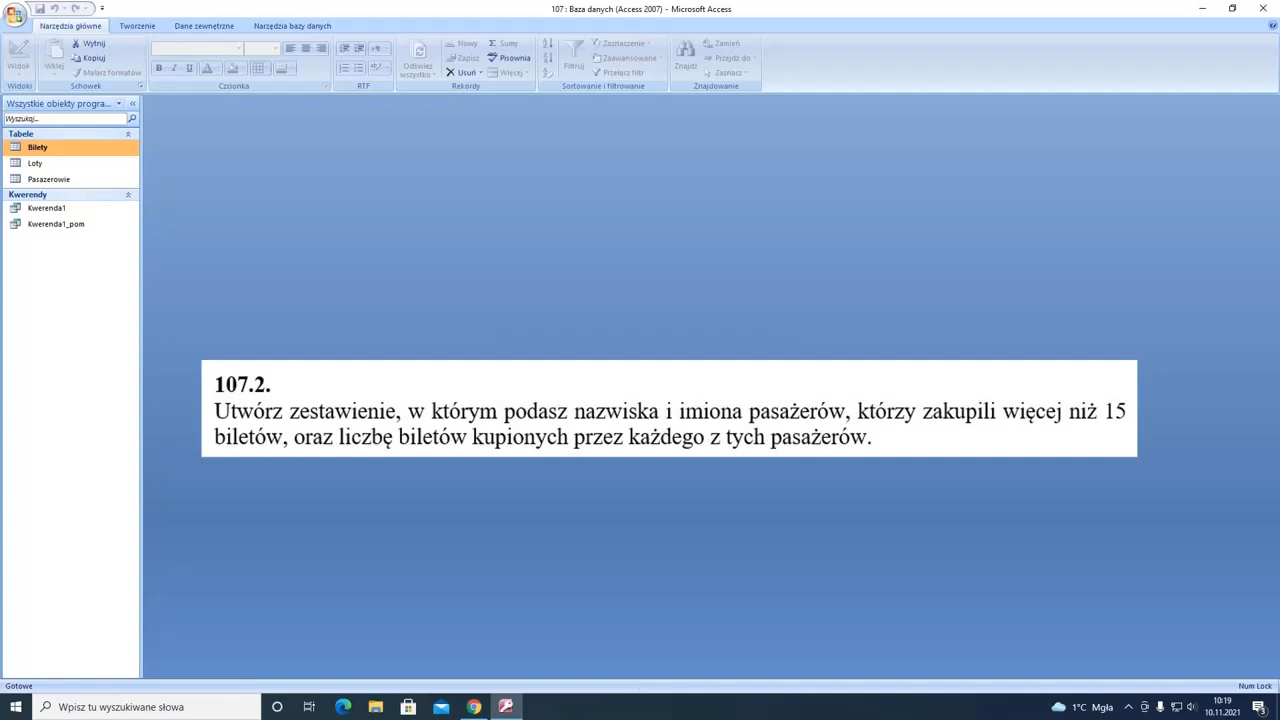 107 : Baza danych (Access 2007) - Microsoft Access
Narzędzia główne Tworzenie Dane zewnętrzne Narzędzia bazy danych
Widok
Widoki
Wklej
Wytnij
Kopiuj
Malarz formatów
Schowek
B I U A
Czcionka
RTF
Odśwież wszystko
Nowy
Zapisz
Usuń
Sumy
Pisownia
Więcej
Rekordy
Filtruj
Zaznaczenie
Zaawansowane
Przełącz filtr
Sortowanie i filtrowanie
Znajdź
Zamień
Przejdź do
Zaznacz
Znajdowanie
Wszystkie obiekty progra...
Wyszukaj...
Tabele
Bilety
Loty
Pasazerowie
Kwerendy
Kwerenda1
Kwerenda1_pom
107.2.
Utwórz zestawienie, w którym podasz nazwiska i imiona pasażerów, którzy zakupili więcej niż 15
biletów, oraz liczbę biletów kupionych przez każdego z tych pasażerów.
Gotowe
Num Lock
Wpisz tu wyszukiwane słowa
1°C Mgła
10:19
10.11.2021
3